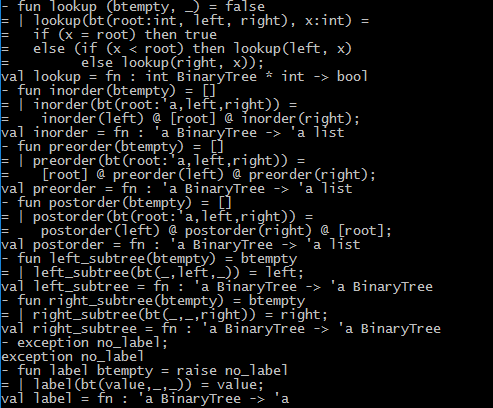 - fun lookup (btempty, _) = false
= | lookup(bt(root:int, left, right), x:int) =
=   if (x = root) then true
=   else (if (x < root) then lookup(left, x)
=         else lookup(right, x));
val lookup = fn : int BinaryTree * int -> bool
- fun inorder(btempty) = []
= | inorder(bt(root:'a,left,right)) =
=    inorder(left) @ [root] @ inorder(right);
val inorder = fn : 'a BinaryTree -> 'a list
- fun preorder(btempty) = []
= | preorder(bt(root:'a,left,right)) =
=    [root] @ preorder(left) @ preorder(right);
val preorder = fn : 'a BinaryTree -> 'a list
- fun postorder(btempty) = []
= | postorder(bt(root:'a,left,right)) =
=    postorder(left) @ postorder(right) @ [root];
val postorder = fn : 'a BinaryTree -> 'a list
- fun left_subtree(btempty) = btempty
= | left_subtree(bt(_,left,_)) = left;
val left_subtree = fn : 'a BinaryTree -> 'a BinaryTree
- fun right_subtree(btempty) = btempty
= | right_subtree(bt(_,_,right)) = right;
val right_subtree = fn : 'a BinaryTree -> 'a BinaryTree
- exception no_label;
exception no_label
- fun label btempty = raise no_label
= | label(bt(value,_,_)) = value;
val label = fn : 'a BinaryTree -> 'a